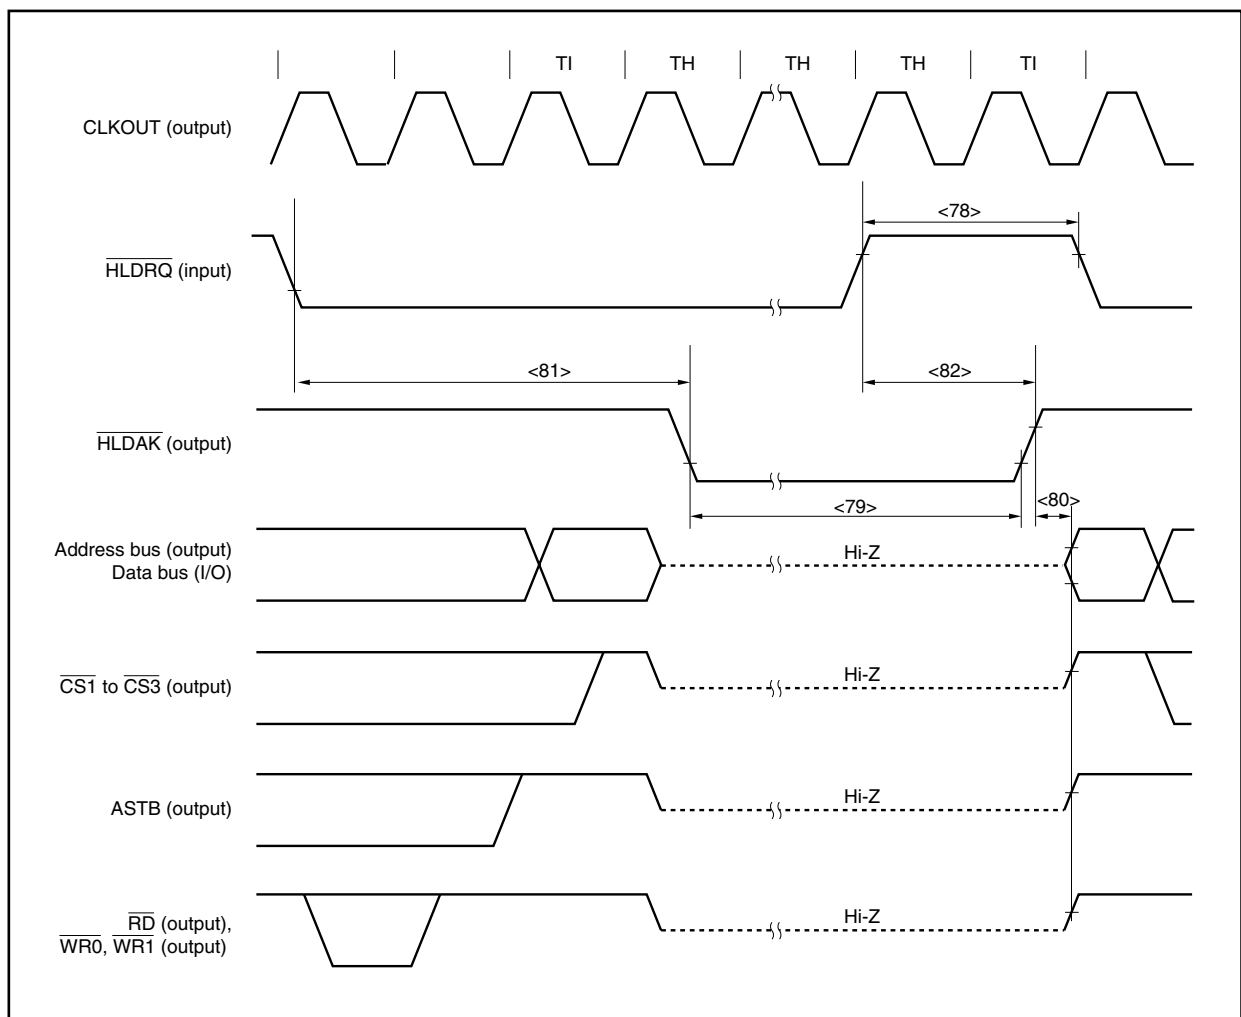 TI TH TH TH TI
CLKOUT (output)
<78>
HLDRQ (input)
<81> <82>
HLDAK (output)
<79> <80>
Address bus (output)
Data bus (I/O)
Hi-Z
CS1 to CS3 (output)
Hi-Z
ASTB (output)
Hi-Z
RD (output),
WR0, WR1 (output)
Hi-Z